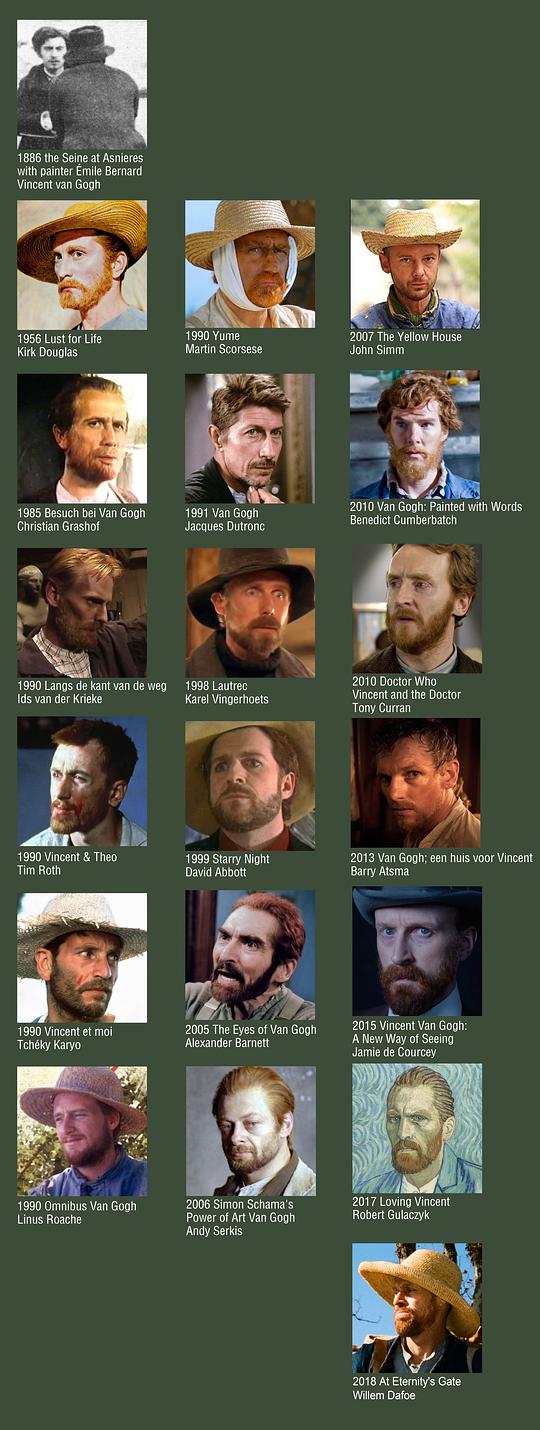 1886 the Seine at Asnieres
with painter Émile Bernard
Vincent van Gogh
1956 Lust for Life
Kirk Douglas
1990 Yume
Martin Scorsese
2007 The Yellow House
John Simm
1985 Besuch bei Van Gogh
Christian Grashof
1991 Van Gogh
Jacques Dutronc
2010 Van Gogh: Painted with Words
Benedict Cumberbatch
1990 Langs de kant van de weg
Ids van der Krieke
1998 Lautrec
Karel Vingerhoets
2010 Doctor Who
Vincent and the Doctor
Tony Curran
1990 Vincent & Theo
Tim Roth
1999 Starry Night
David Abbott
2013 Van Gogh; een huis voor Vincent
Barry Atsma
1990 Vincent et moi
Tchéky Karyo
2005 The Eyes of Van Gogh
Alexander Barnett
2015 Vincent Van Gogh:
A New Way of Seeing
Jamie de Courcey
1990 Omnibus Van Gogh
Linus Roache
2006 Simon Schama's
Power of Art Van Gogh
Andy Serkis
2017 Loving Vincent
Robert Gulaczyk
2018 At Eternity's Gate
Willem Dafoe